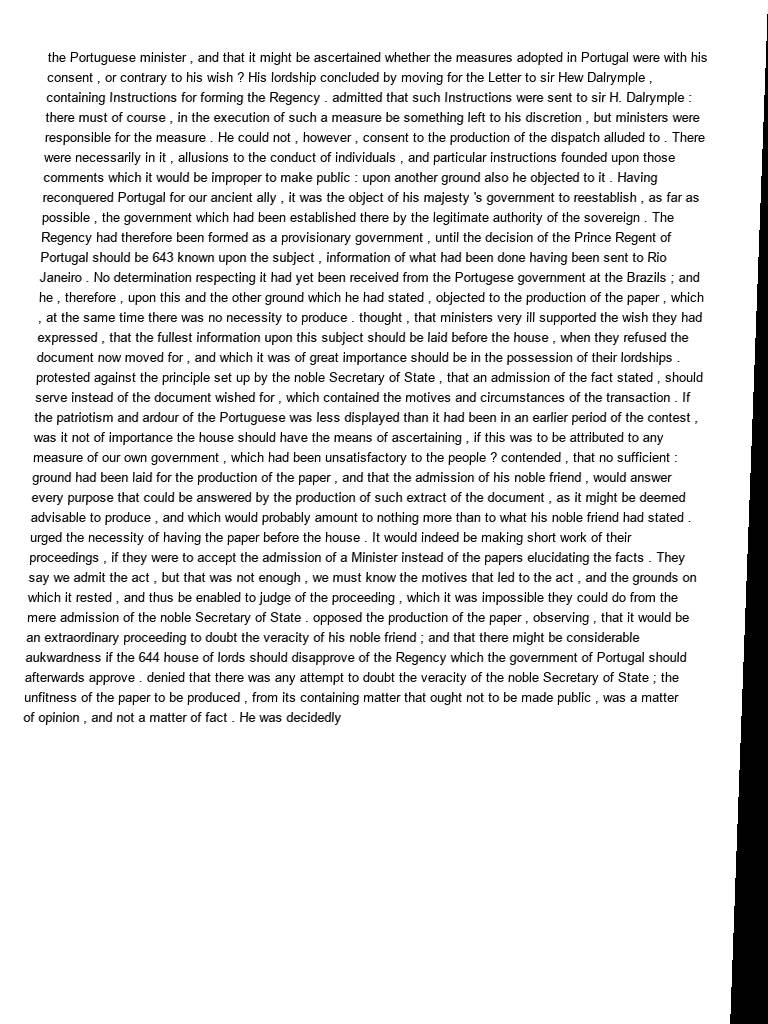 the Portuguese minister , and that it might be ascertained whether the measures adopted in Portugal were with his
consent , or contrary to his wish ? His lordship concluded by moving for the Letter to sir Hew Dalrymple ,
containing Instructions for forming the Regency . admitted that such Instructions were sent to sir H. Dalrymple :
there must of course , in the execution of such a measure be something left to his discretion , but ministers were
responsible for the measure . He could not , however , consent to the production of the dispatch alluded to . There
were necessarily in it , allusions to the conduct of individuals , and particular instructions founded upon those
comments which it would be improper to make public : upon another ground also he objected to it . Having
reconquered Portugal for our ancient ally , it was the object of his majesty 's government to reestablish , as far as
possible , the government which had been established there by the legitimate authority of the sovereign . The
Regency had therefore been formed as a provisionary government , until the decision of the Prince Regent of
Portugal should be 643 known upon the subject , information of what had been done having been sent to Rio
Janeiro . No determination respecting it had yet been received from the Portugese government at the Brazils ; and
he , therefore , upon this and the other ground which he had stated , objected to the production of the paper , which
, at the same time there was no necessity to produce . thought , that ministers very ill supported the wish they had
expressed , that the fullest information upon this subject should be laid before the house , when they refused the
document now moved for , and which it was of great importance should be in the possession of their lordships .
protested against the principle set up by the noble Secretary of State , that an admission of the fact stated , should
serve instead of the document wished for , which contained the motives and circumstances of the transaction . If
the patriotism and ardour of the Portuguese was less displayed than it had been in an earlier period of the contest ,
was it not of importance the house should have the means of ascertaining , if this was to be attributed to any
measure of our own government , which had been unsatisfactory to the people ? contended , that no sufficient :
ground had been laid for the production of the paper , and that the admission of his noble friend , would answer
every purpose that could be answered by the production of such extract of the document , as it might be deemed
advisable to produce , and which would probably amount to nothing more than to what his noble friend had stated .
urged the necessity of having the paper before the house . It would indeed be making short work of their
proceedings , if they were to accept the admission of a Minister instead of the papers elucidating the facts . They
say we admit the act , but that was not enough , we must know the motives that led to the act , and the grounds on
which it rested , and thus be enabled to judge of the proceeding , which it was impossible they could do from the
mere admission of the noble Secretary of State . opposed the production of the paper , observing , that it would be
an extraordinary proceeding to doubt the veracity of his noble friend ; and that there might be considerable
aukwardness if the 644 house of lords should disapprove of the Regency which the government of Portugal should
afterwards approve . denied that there was any attempt to doubt the veracity of the noble Secretary of State ; the
unfitness of the paper to be produced , from its containing matter that ought not to be made public , was a matter
of opinion , and not a matter of fact . He was decidedly